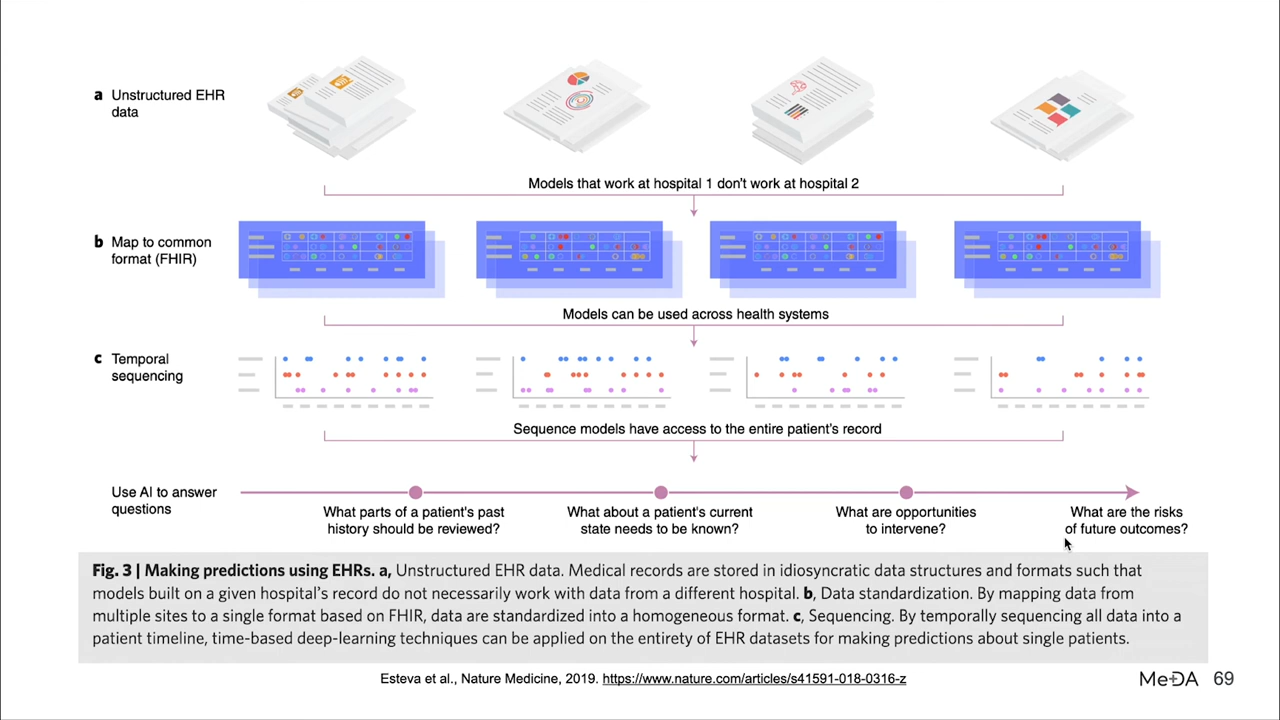 a Unstructured EHR
data
Models that work at hospital 1 don't work at hospital 2
b Map to common
format (FHIR)
Models can be used across health systems
c Temporal
sequencing
Sequence models have access to the entire patient's record
Use AI to answer
questions
What parts of a patient's past
history should be reviewed?
What about a patient's current
state needs to be known?
What are opportunities
to intervene?
What are the risks
of future outcomes?
Fig. 3 | Making predictions using EHRs. a, Unstructured EHR data. Medical records are stored in idiosyncratic data structures and formats such that
models built on a given hospital's record do not necessarily work with data from a different hospital. b, Data standardization. By mapping data from
multiple sites to a single format based on FHIR, data are standardized into a homogeneous format. c, Sequencing. By temporally sequencing all data into a
patient timeline, time-based deep-learning techniques can be applied on the entirety of EHR datasets for making predictions about single patients.
Esteva et al., Nature Medicine, 2019. https://www.nature.com/articles/s41591-018-0316-z
MeDA 69